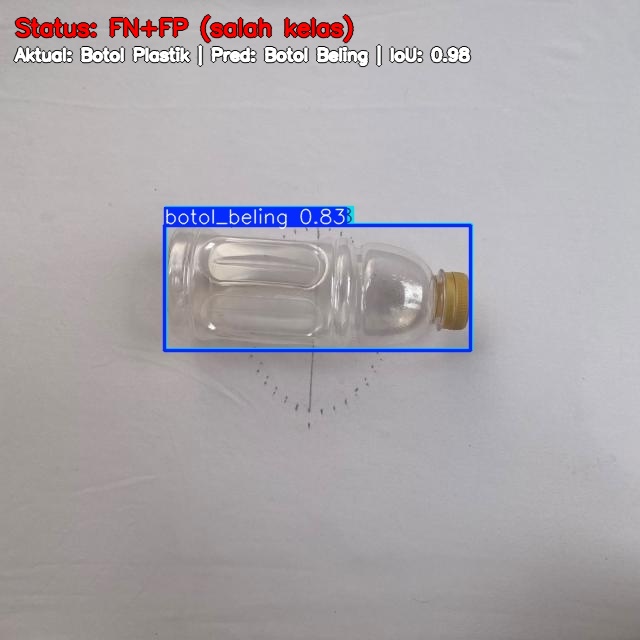 Status: FN+FP (salah kelas)
Aktual: Botol Plastik | Pred: Botol Beling | IoU: 0.98
botol_beling 0.83